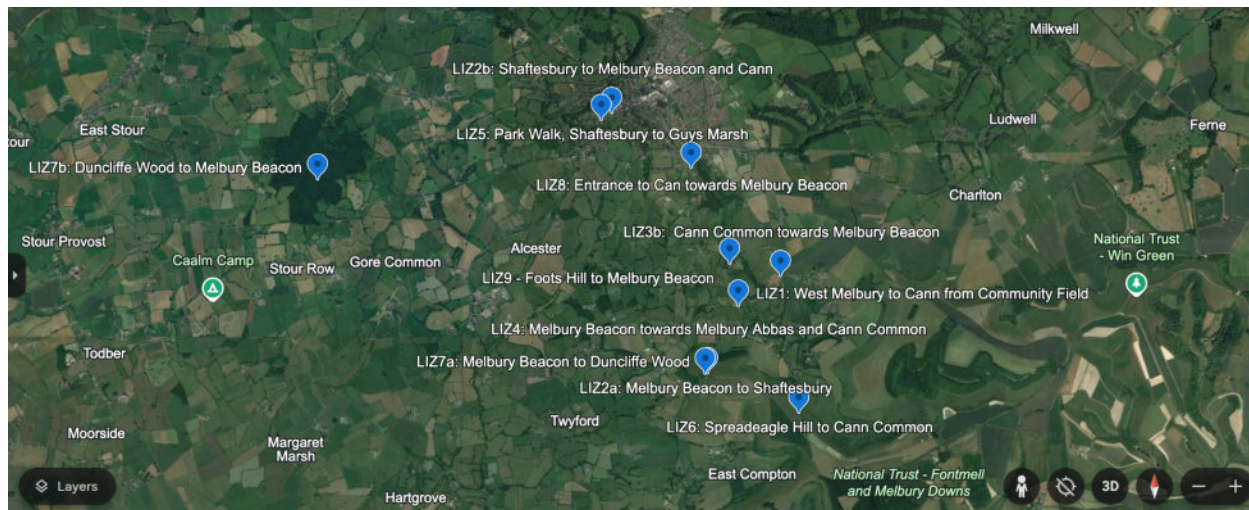 Milkwell
LIZ2b: Shaftesbury to Melbury Beacon and Cann
East Stour
tour
Ludwell
Ferne
LIZ5: Park Walk, Shaftesbury to Guys Marsh
LIZ7b: Duncliffe Wood to Melbury Beacon
LIZ8: Entrance to Can towards Melbury Beacon
Charlton
LIZ3b: Cann Common towards Melbury Beacon
Stour Provost
Alcester
National Trust
- Win Green
Caalm Camp
Stour Row
Gore Common
LIZ9 - Foots Hill to Melbury Beacon
LIZ1: West Melbury to Cann from Community Field
LIZ4: Melbury Beacon towards Melbury Abbas and Cann Common
Todber
LIZ7a: Melbury Beacon to Duncliffe Wood
LIZ2a: Melbury Beacon to Shaftesbury
Twyford
LIZ6: Spreadeagle Hill to Cann Common
Moorside
Margaret
Marsh
East Compton
National Trust - Fontmell
and Melbury Downs
Layers
3D
Hartgrove